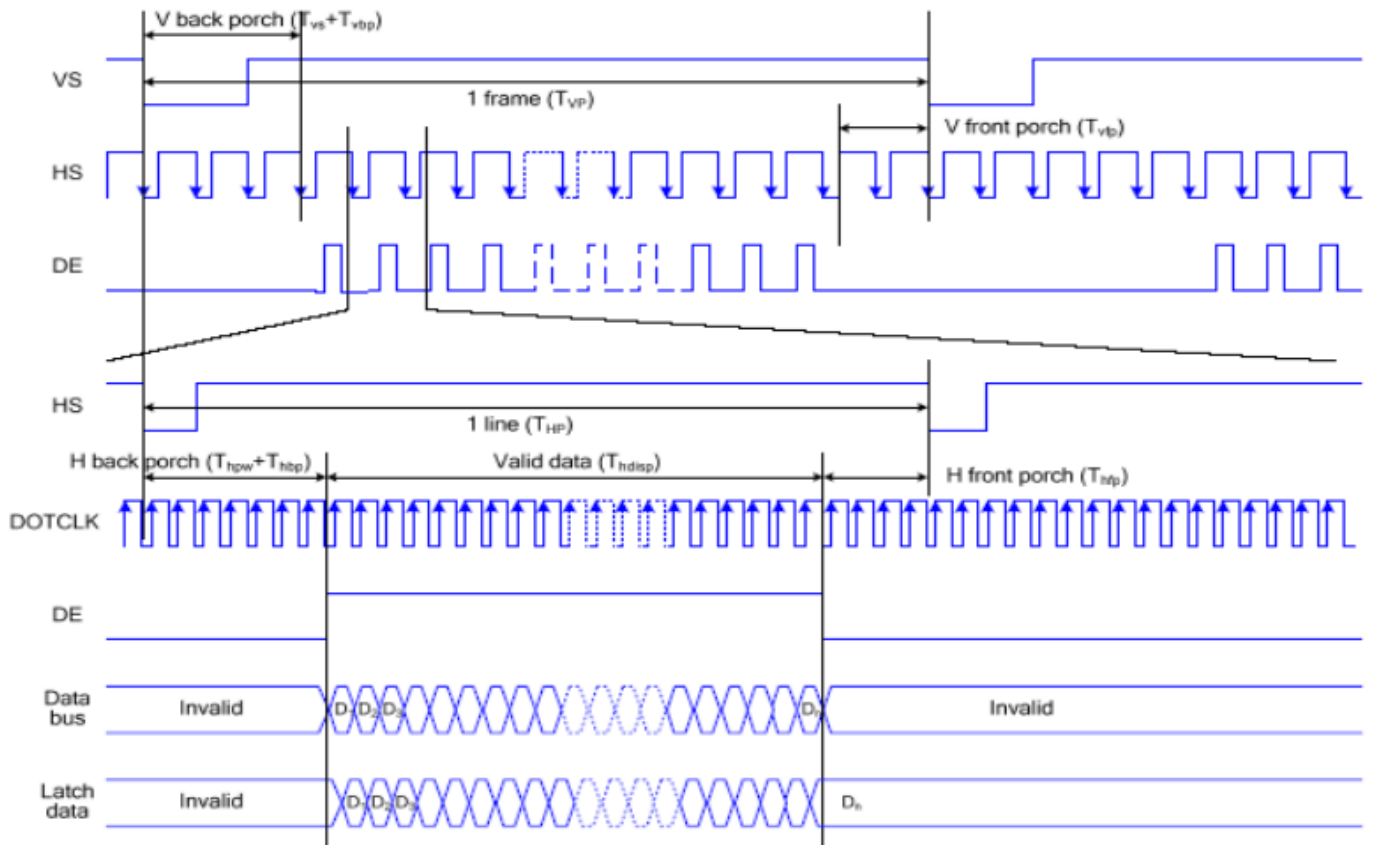 V back porch (Tvs+Tvbp)
VS
1 frame (TVP)
V front porch (Tvfp)
HS
DE
HS
1 line (THP)
H back porch (Thpw+Thbp)
Valid data (Thdisp)
H front porch (Thfp)
DOTCLK
DE
Data
bus
Invalid
D1 D2 D3
Dn
Invalid
Latch
data
Invalid
D1 D2 D3
Dn